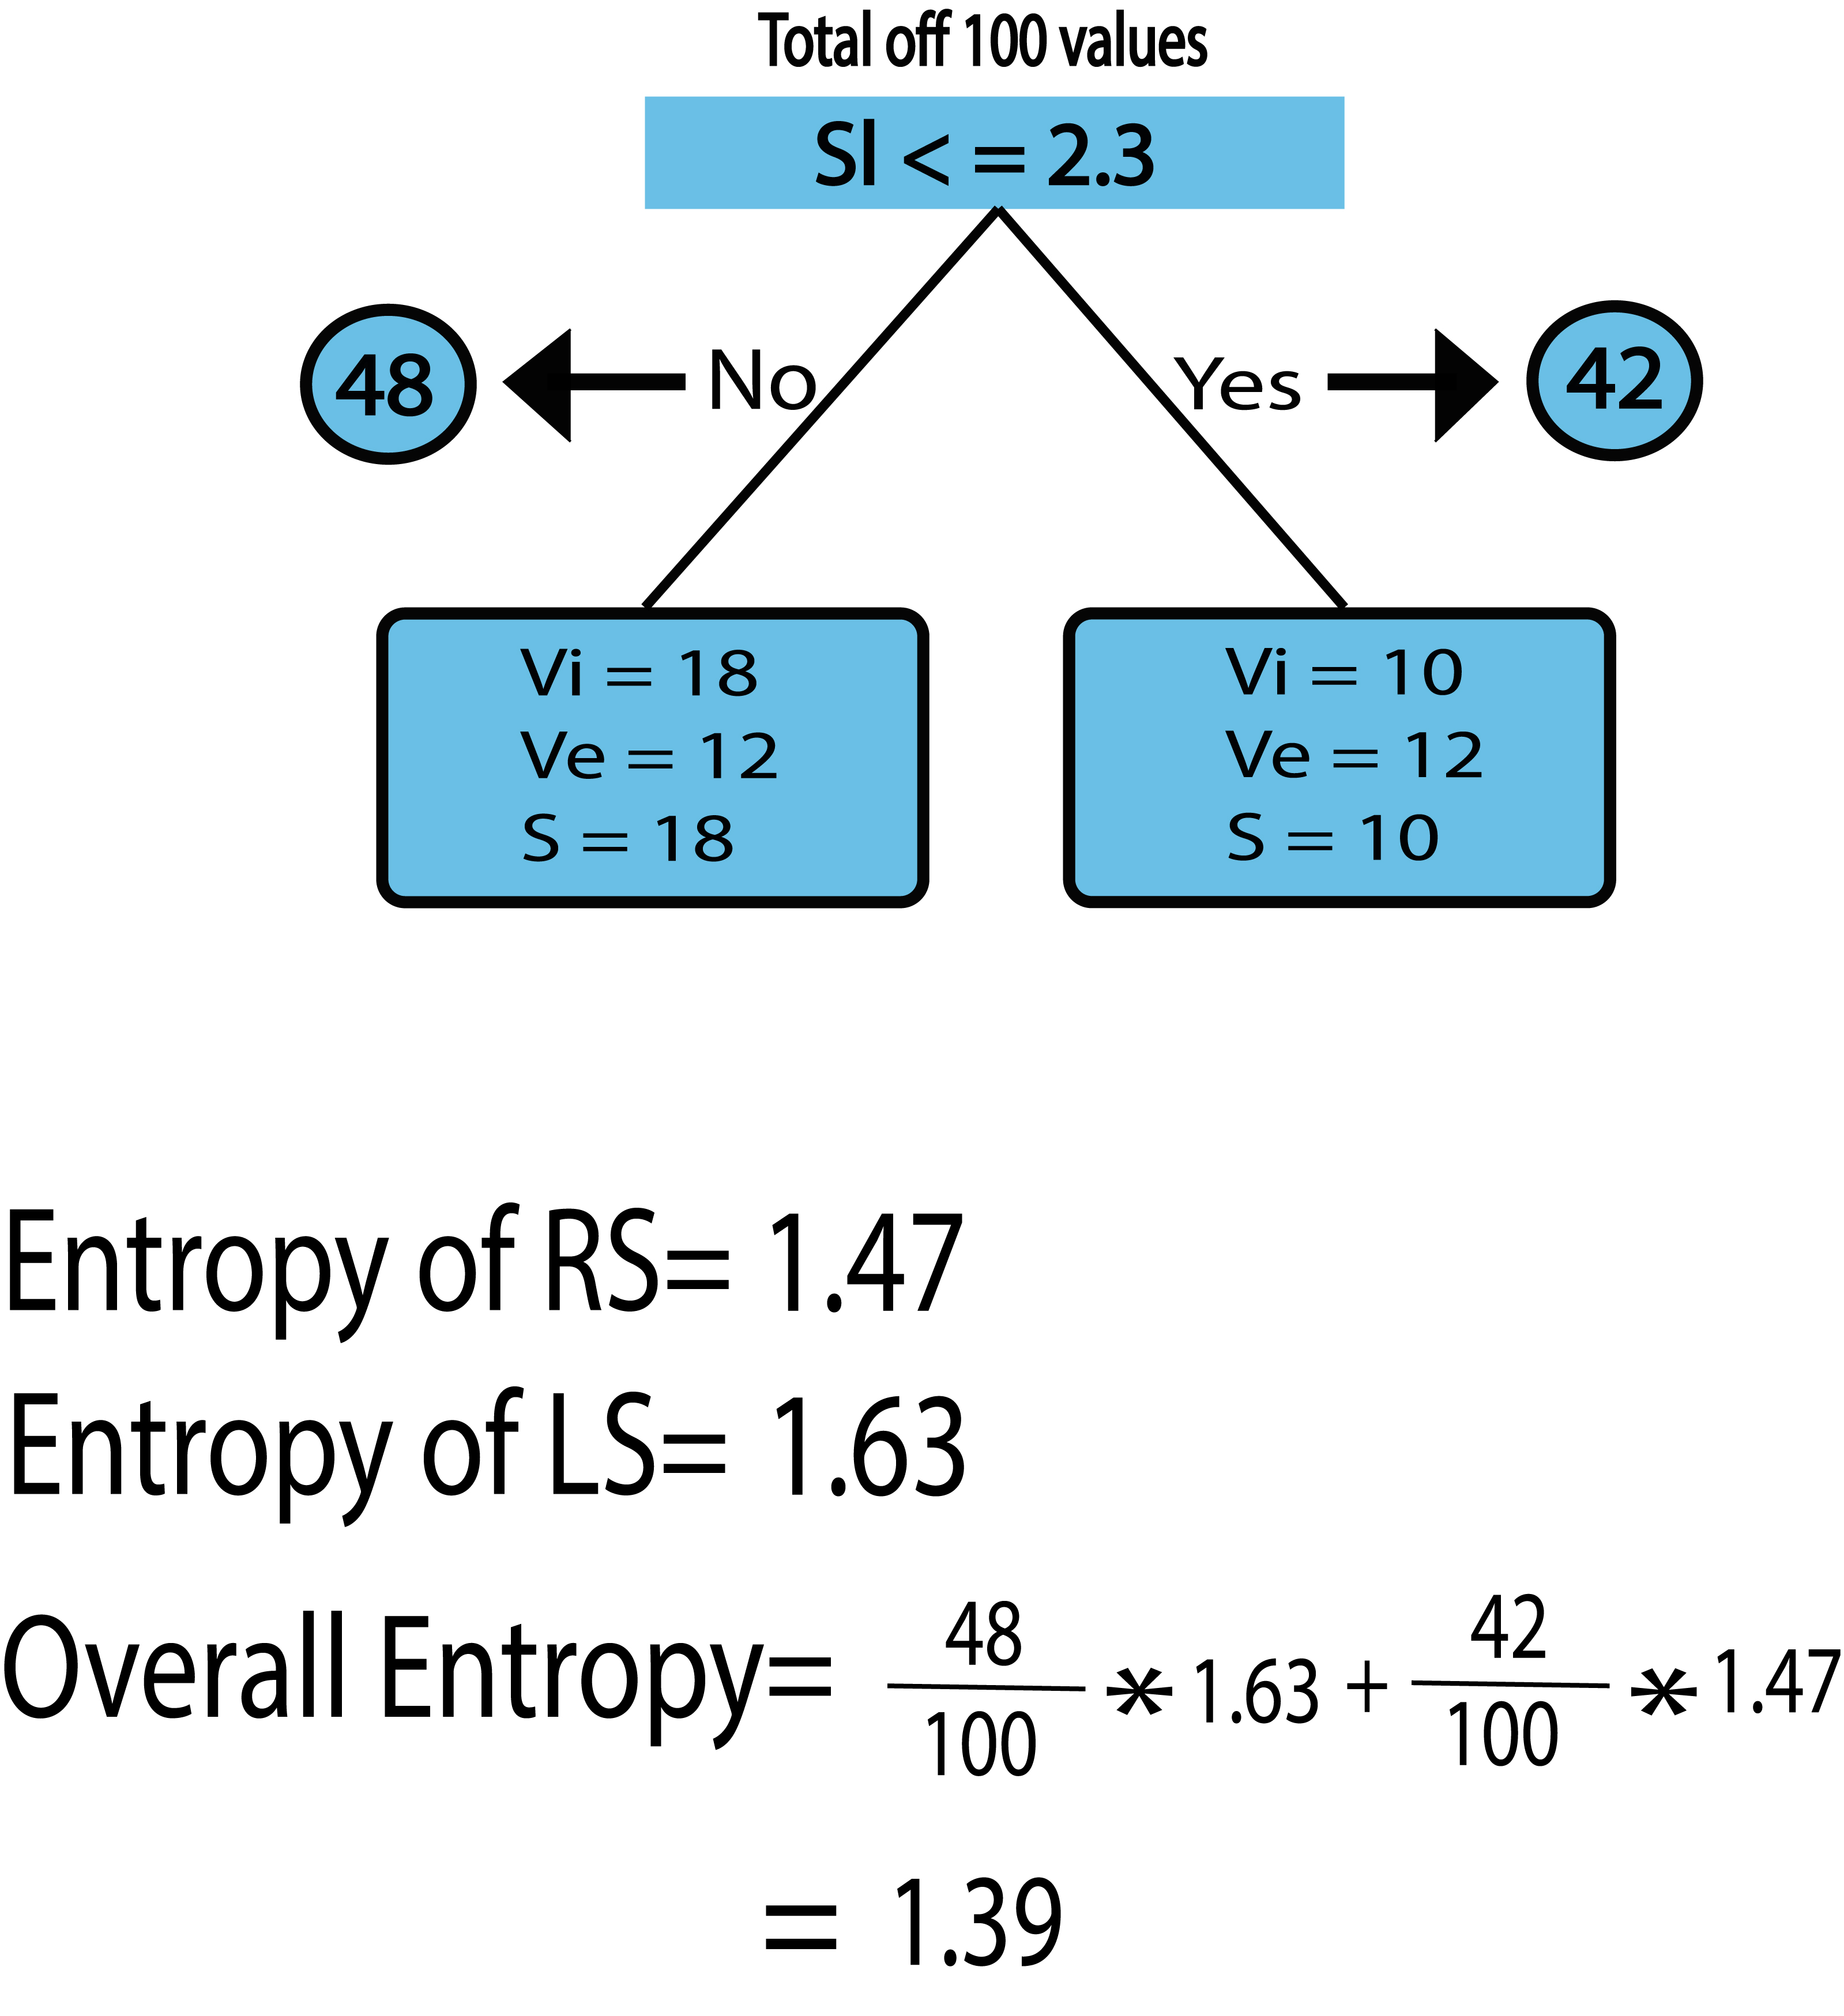 Total off 100 values
Sl < = 2.3
48
No
Yes
42
Vi = 18
Ve = 12
S = 18
Vi = 10
Ve = 12
S = 10
Entropy of RS= 1.47
Entropy of LS= 1.63
Overall Entropy= 48/100 * 1.63 + 42/100 * 1.47
= 1.39